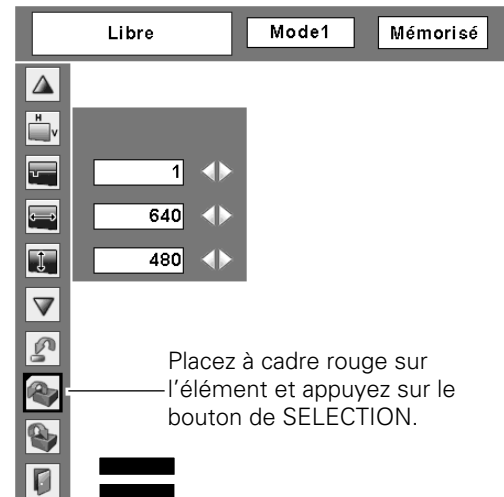 Libre Mode1 Mémorisé
H
V
1
640
480
Placez à cadre rouge sur
l’élément et appuyez sur le
bouton de SELECTION.